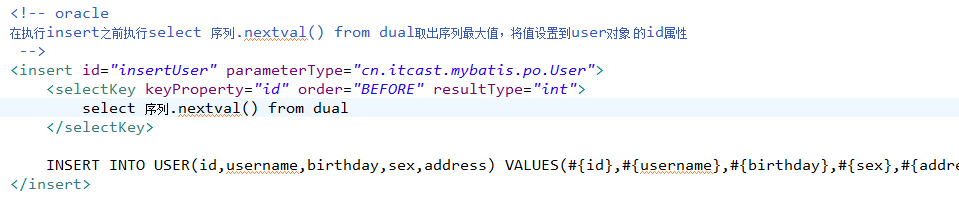 <!-- oracle
在执行insert之前执行select 序列.nextval() from dual取出序列最大值，将值设置到user对象 的id属性
-->
<insert id="insertUser" parameterType="cn.itcast.mybatis.po.User">
<selectKey keyProperty="id" order="BEFORE" resultType="int">
select 序列.nextval() from dual
</selectKey>
INSERT INTO USER(id,username,birthday,sex,address) VALUES(#{id},#{username},#{birthday},#{sex},#{addre
</insert>